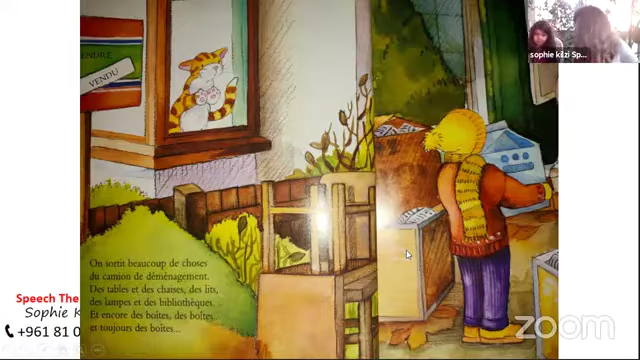 ENDRE
VENDU
sophie kilzi Sp...
On sortit beaucoup de choses
du camion de déménagement.
Des tables et des chaises, des lits,
des lampes et des bibliothèques.
Et encore des boîtes, des boîtes,
et toujours des boîtes...
Speech The
Sophie K
+961 81 0
zoom